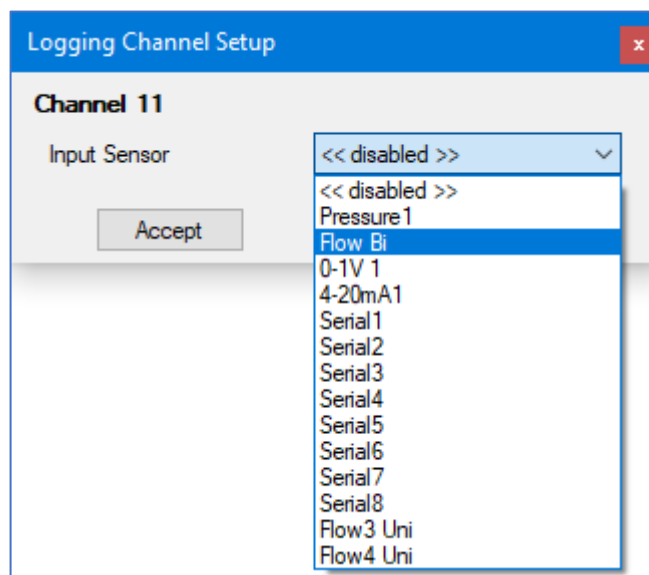 Logging Channel Setup
x
Channel 11
Input Sensor
<< disabled >>
<< disabled >>
Pressure1
Accept
Flow Bi
0-1V 1
4-20mA1
Serial1
Serial2
Serial3
Serial4
Serial5
Serial6
Serial7
Serial8
Flow3 Uni
Flow4 Uni